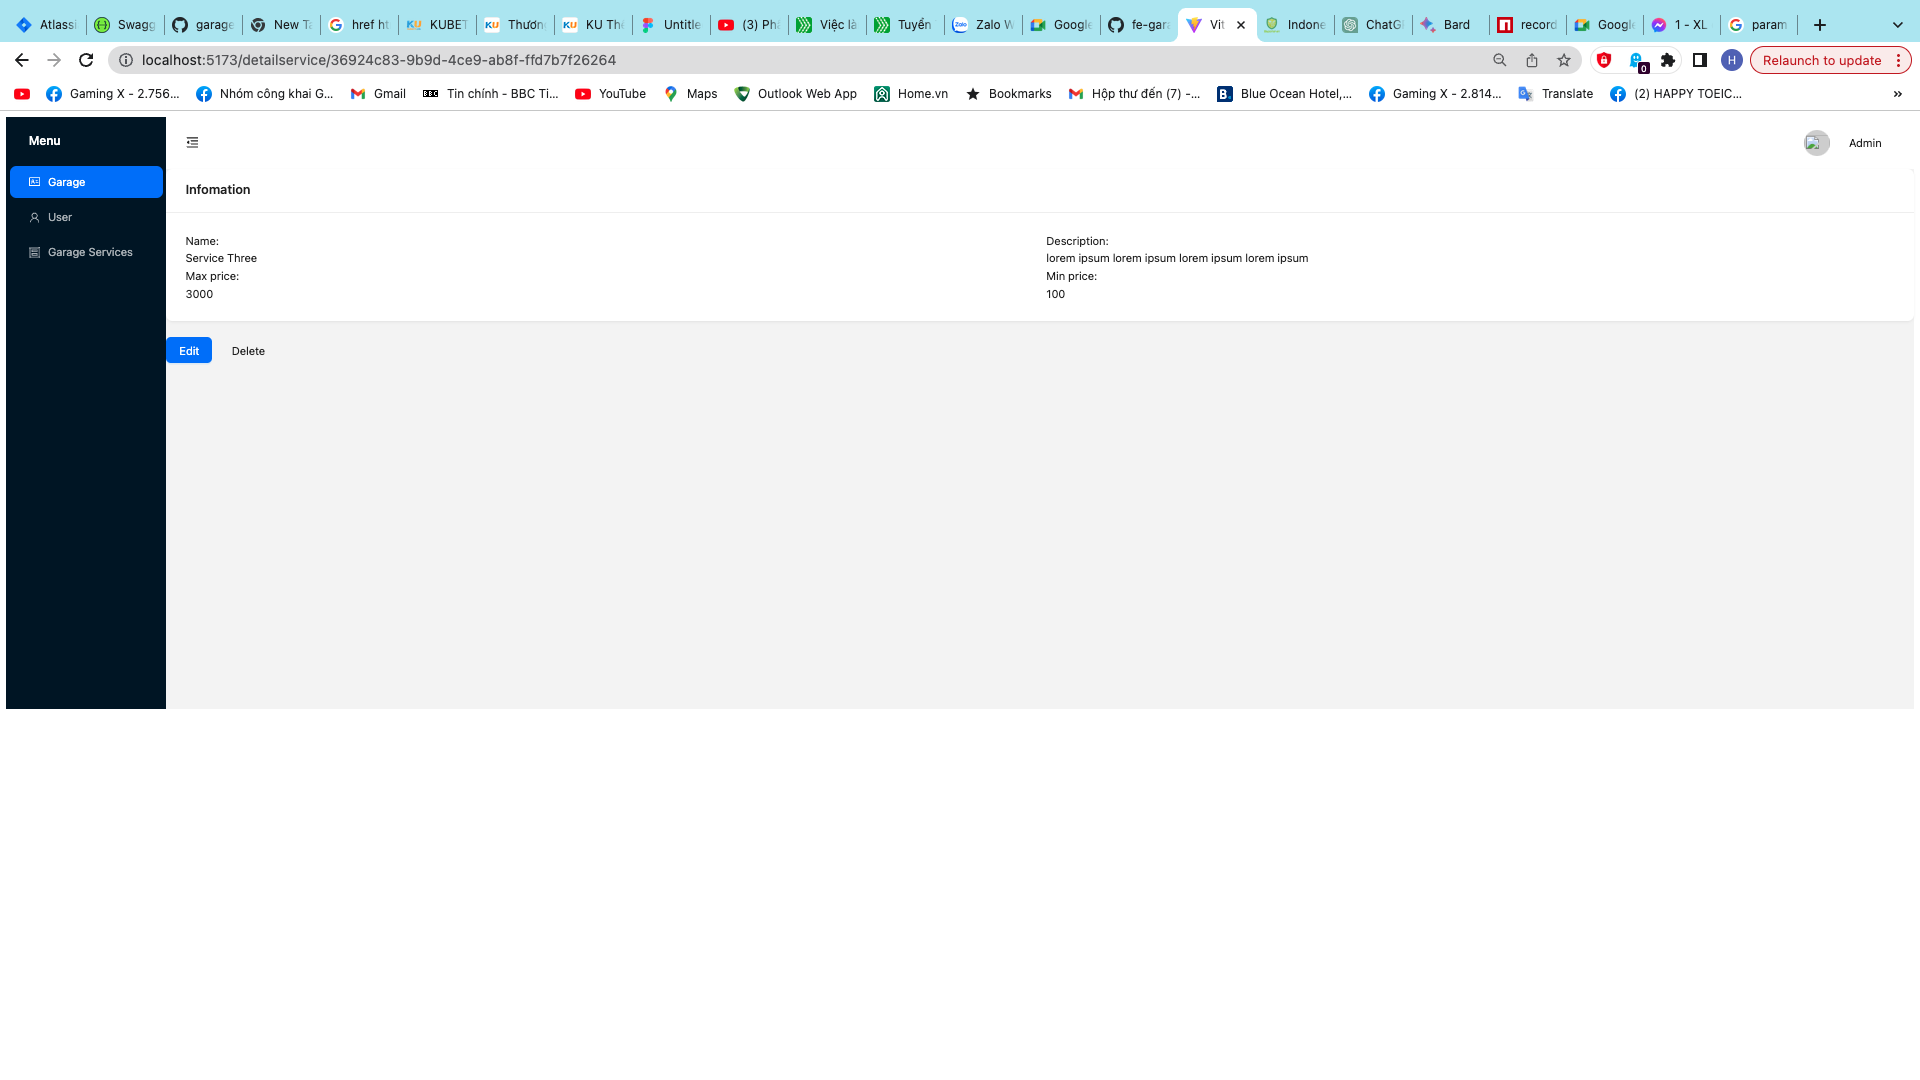 Atlassi Swagg garage New Ta href ht KUBET Thươn KU Thể Untitle (3) Phá Việc là Tuyển Zalo W Google fe-gara Vit Indone ChatG Bard record Google 1 - XL param
localhost:5173/detailservice/36924c83-9b9d-4ce9-ab8f-ffd7b7f26264 0 H Relaunch to update
Gaming X - 2.756... Nhóm công khai G... Gmail BBC Tin chính - BBC Ti... YouTube Maps Outlook Web App Home.vn Bookmarks Hộp thư đến (7) -... B. Blue Ocean Hotel,... Gaming X - 2.814... Translate (2) HAPPY TOEIC... »
Menu
Garage
User
Garage Services
Admin
Infomation
Name:
Service Three
Max price:
3000
Description:
lorem ipsum lorem ipsum lorem ipsum lorem ipsum
Min price:
100
Edit Delete